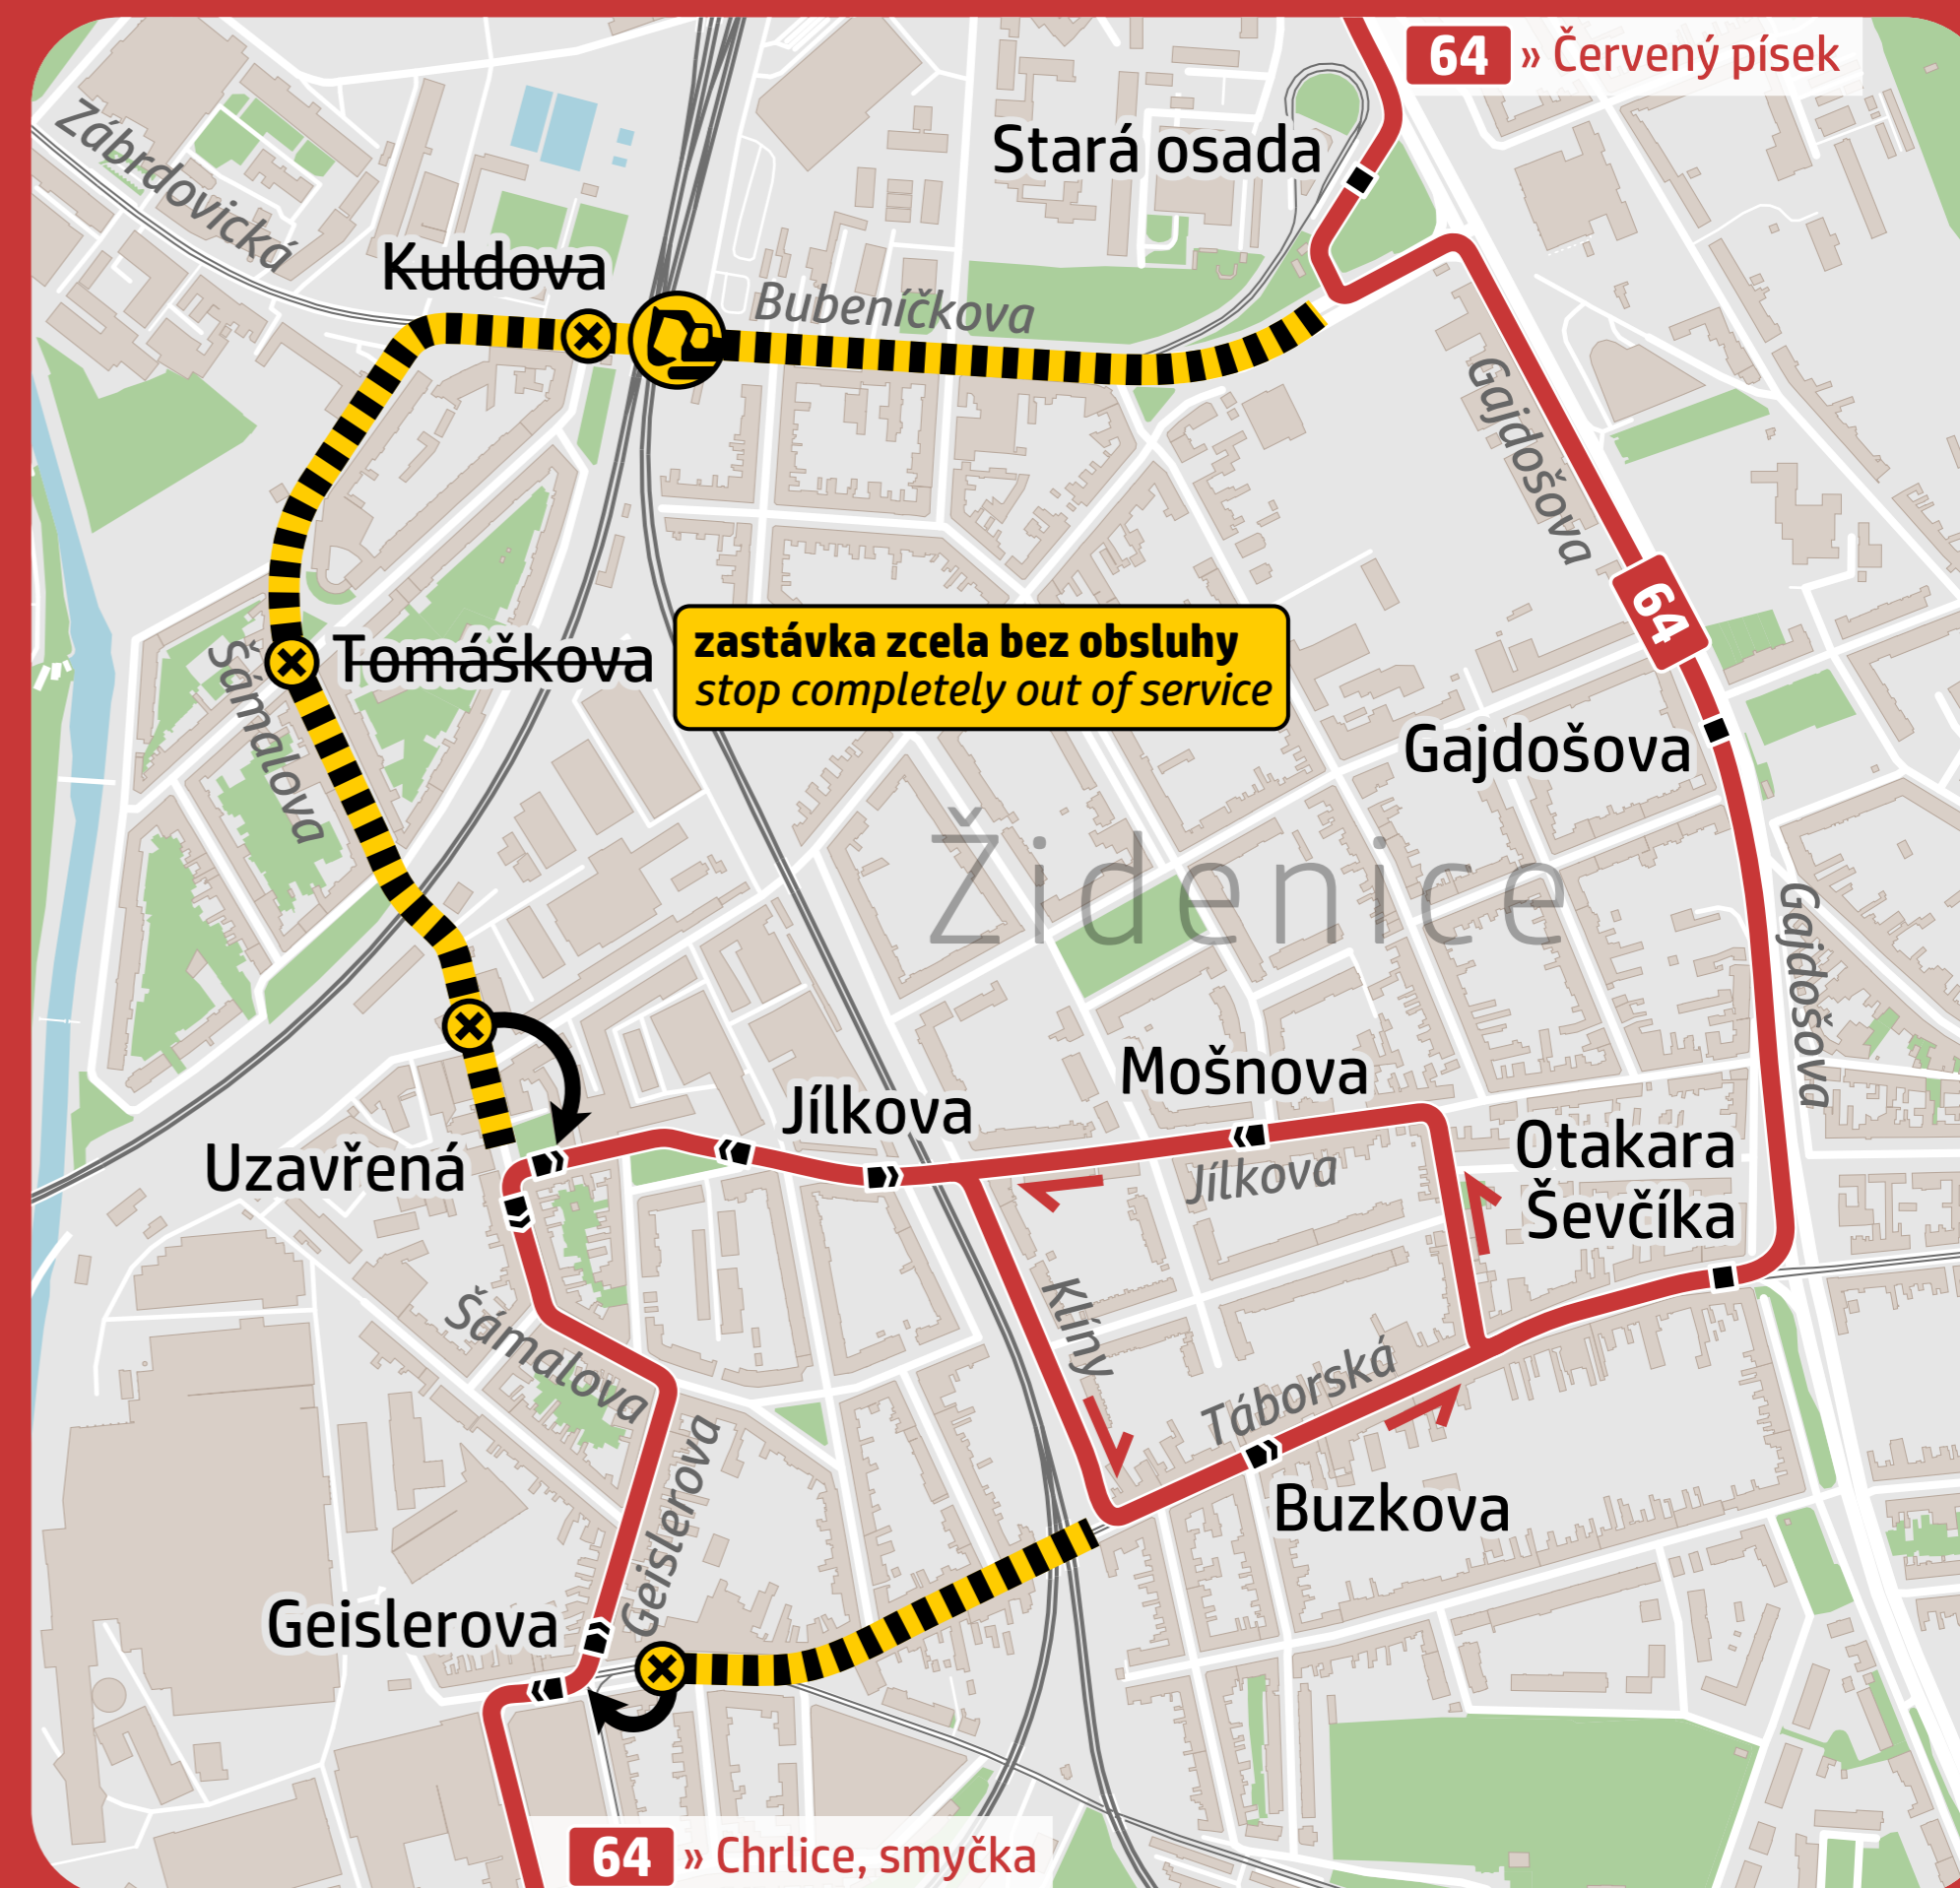 64 » Červený písek
Stará osada
Zábrdovická
Kuldova
Bubeníčkova
Gajdošova
64
Tomáškova
zastávka zcela bez obsluhy
stop completely out of service
Šámalova
Gajdošova
Židenice
Gajdošova
Mošnova
Jílkova
Otakara
Ševčíka
Uzavřená
Jílkova
Klíny
Šámalova
Táborská
Geislerova
Buzkova
Geislerova
64 » Chrlice, smyčka